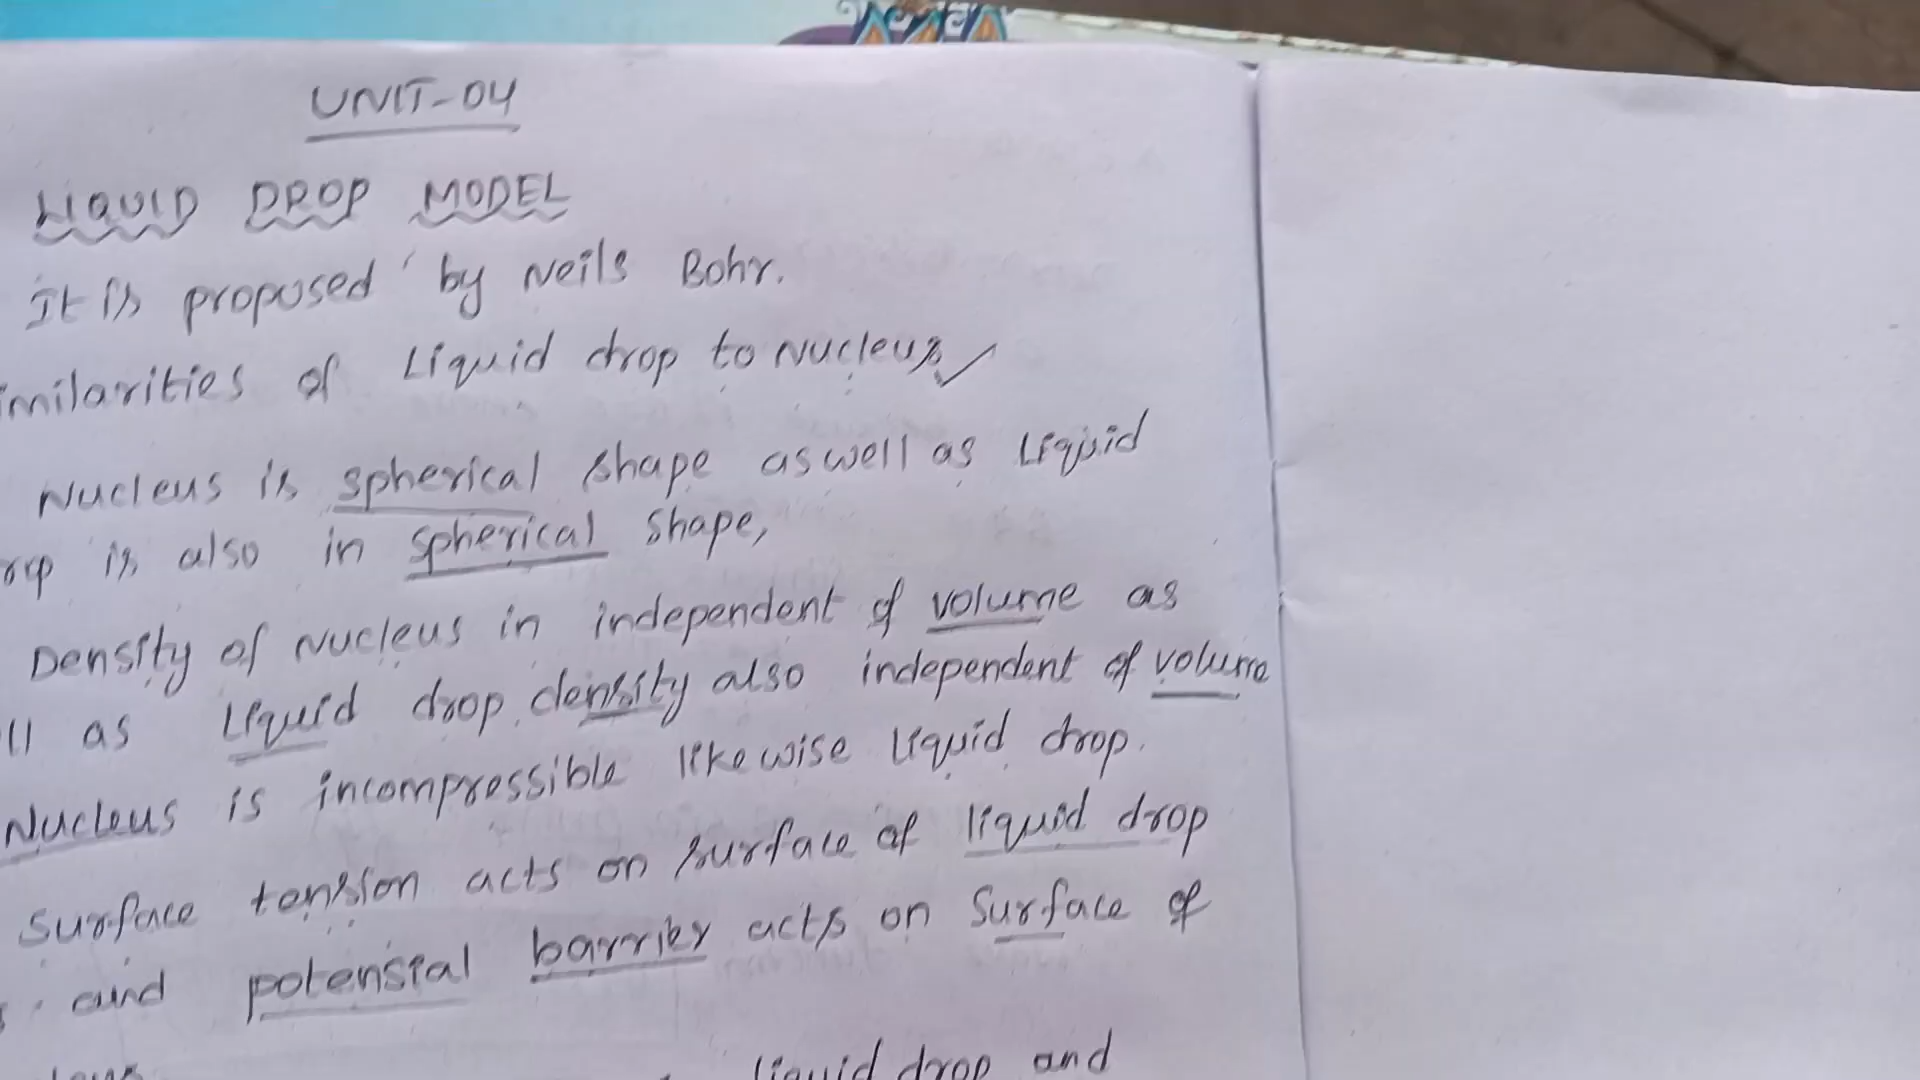 UNIT-04
LIQUID DROP MODEL
It is proposed by Neils Bohr.
imilarities of Liquid drop to Nucleus
Nucleus is spherical shape aswell as Liquid
rop is also in spherical shape,
Density of Nucleus in independent of volume as
ll as Liquid drop density also independent of volume
Nucleus is incompressible likewise liquid drop.
Surface tension acts on surface of liquid drop
and potensial barrier acts on Surface of
liquid drop and